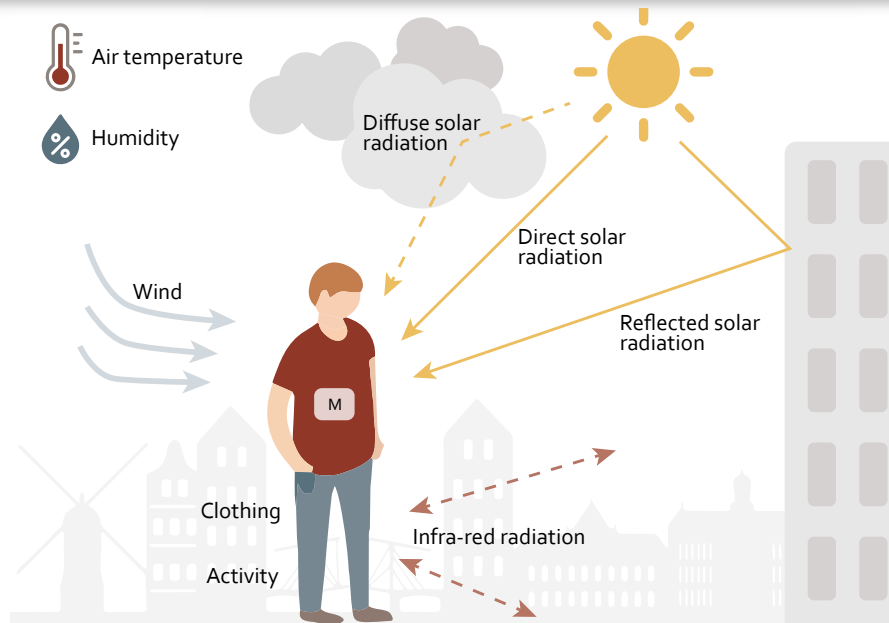 Air temperature
%
Humidity
Diffuse solar
radiation
Direct solar
radiation
Wind
Reflected solar
radiation
M
Clothing
Infra-red radiation
Activity